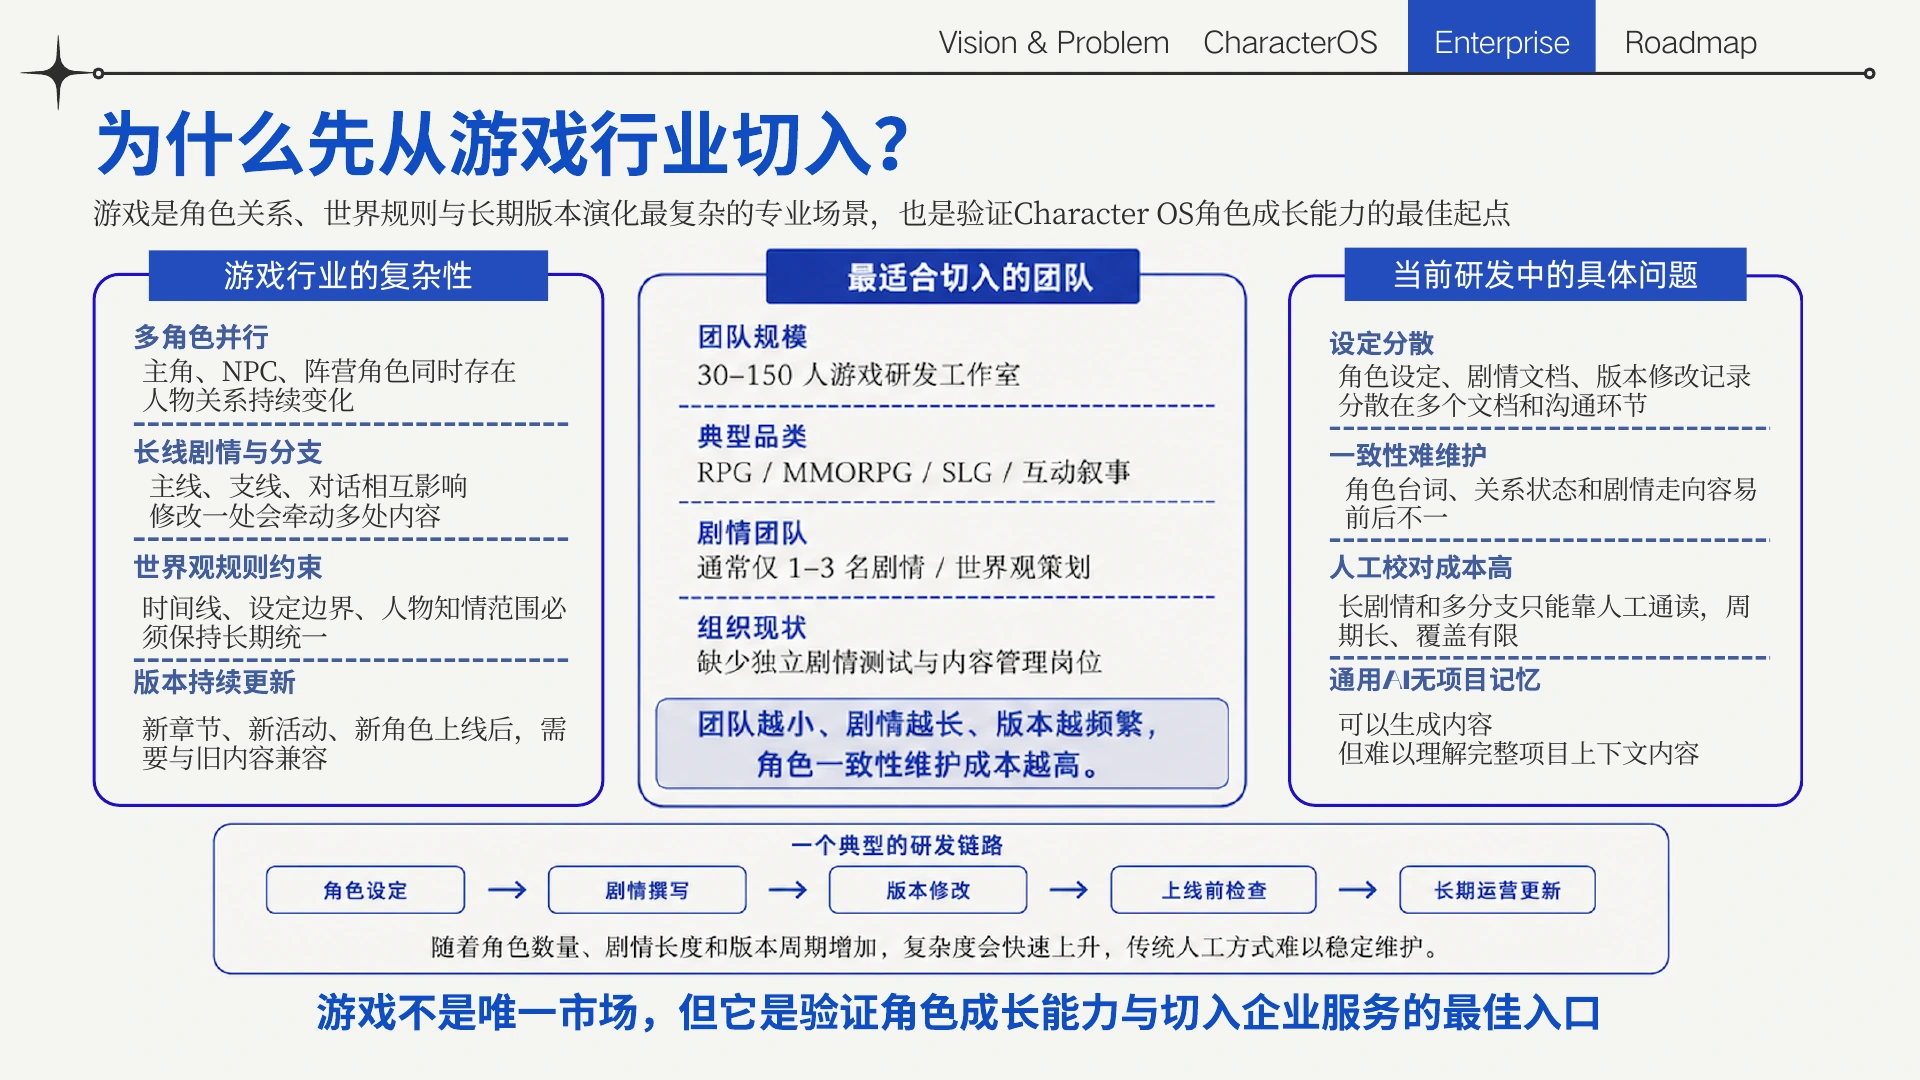 Vision & Problem CharacterOS Enterprise Roadmap
为什么先从游戏行业切入？
游戏是角色关系、世界规则与长期版本演化最复杂的专业场景，也是验证Character OS角色成长能力的最佳起点
游戏行业的复杂性
多角色并行
主角、NPC、阵营角色同时存在
人物关系持续变化
长线剧情与分支
主线、支线、对话相互影响
修改一处会牵动多处内容
世界观规则约束
时间线、设定边界、人物知情范围必
须保持长期统一
版本持续更新
新章节、新活动、新角色上线后，需
要与旧内容兼容
最适合切入的团队
团队规模
30–150 人游戏研发工作室
典型品类
RPG / MMORPG / SLG / 互动叙事
剧情团队
通常仅 1–3 名剧情 / 世界观策划
组织现状
缺少独立剧情测试与内容管理岗位
团队越小、剧情越长、版本越频繁，
角色一致性维护成本越高。
当前研发中的具体问题
设定分散
角色设定、剧情文档、版本修改记录
分散在多个文档和沟通环节
一致性难维护
角色台词、关系状态和剧情走向容易
前后不一
人工校对成本高
长剧情和多分支只能靠人工通读，周
期长、覆盖有限
通用AI无项目记忆
可以生成内容
但难以理解完整项目上下文内容
一个典型的研发链路
角色设定 → 剧情撰写 → 版本修改 → 上线前检查 → 长期运营更新
随着角色数量、剧情长度和版本周期增加，复杂度会快速上升，传统人工方式难以稳定维护。
游戏不是唯一市场，但它是验证角色成长能力与切入企业服务的最佳入口